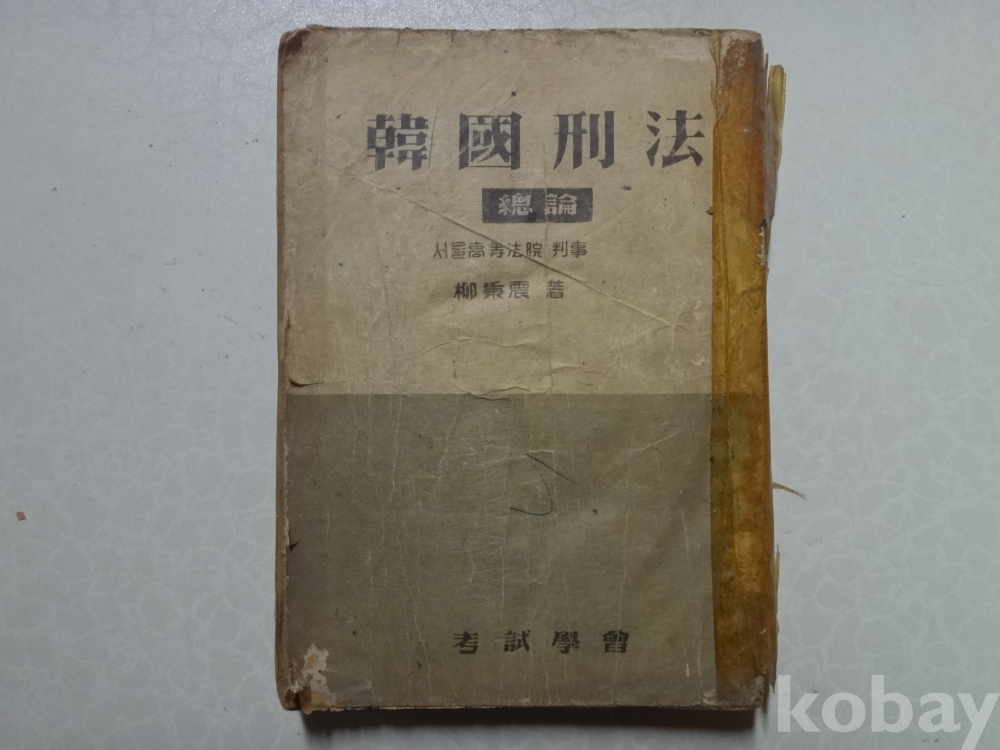 韓國刑法
總論
서울高等法院 判事
柳秉震 著
考試學會
kobay